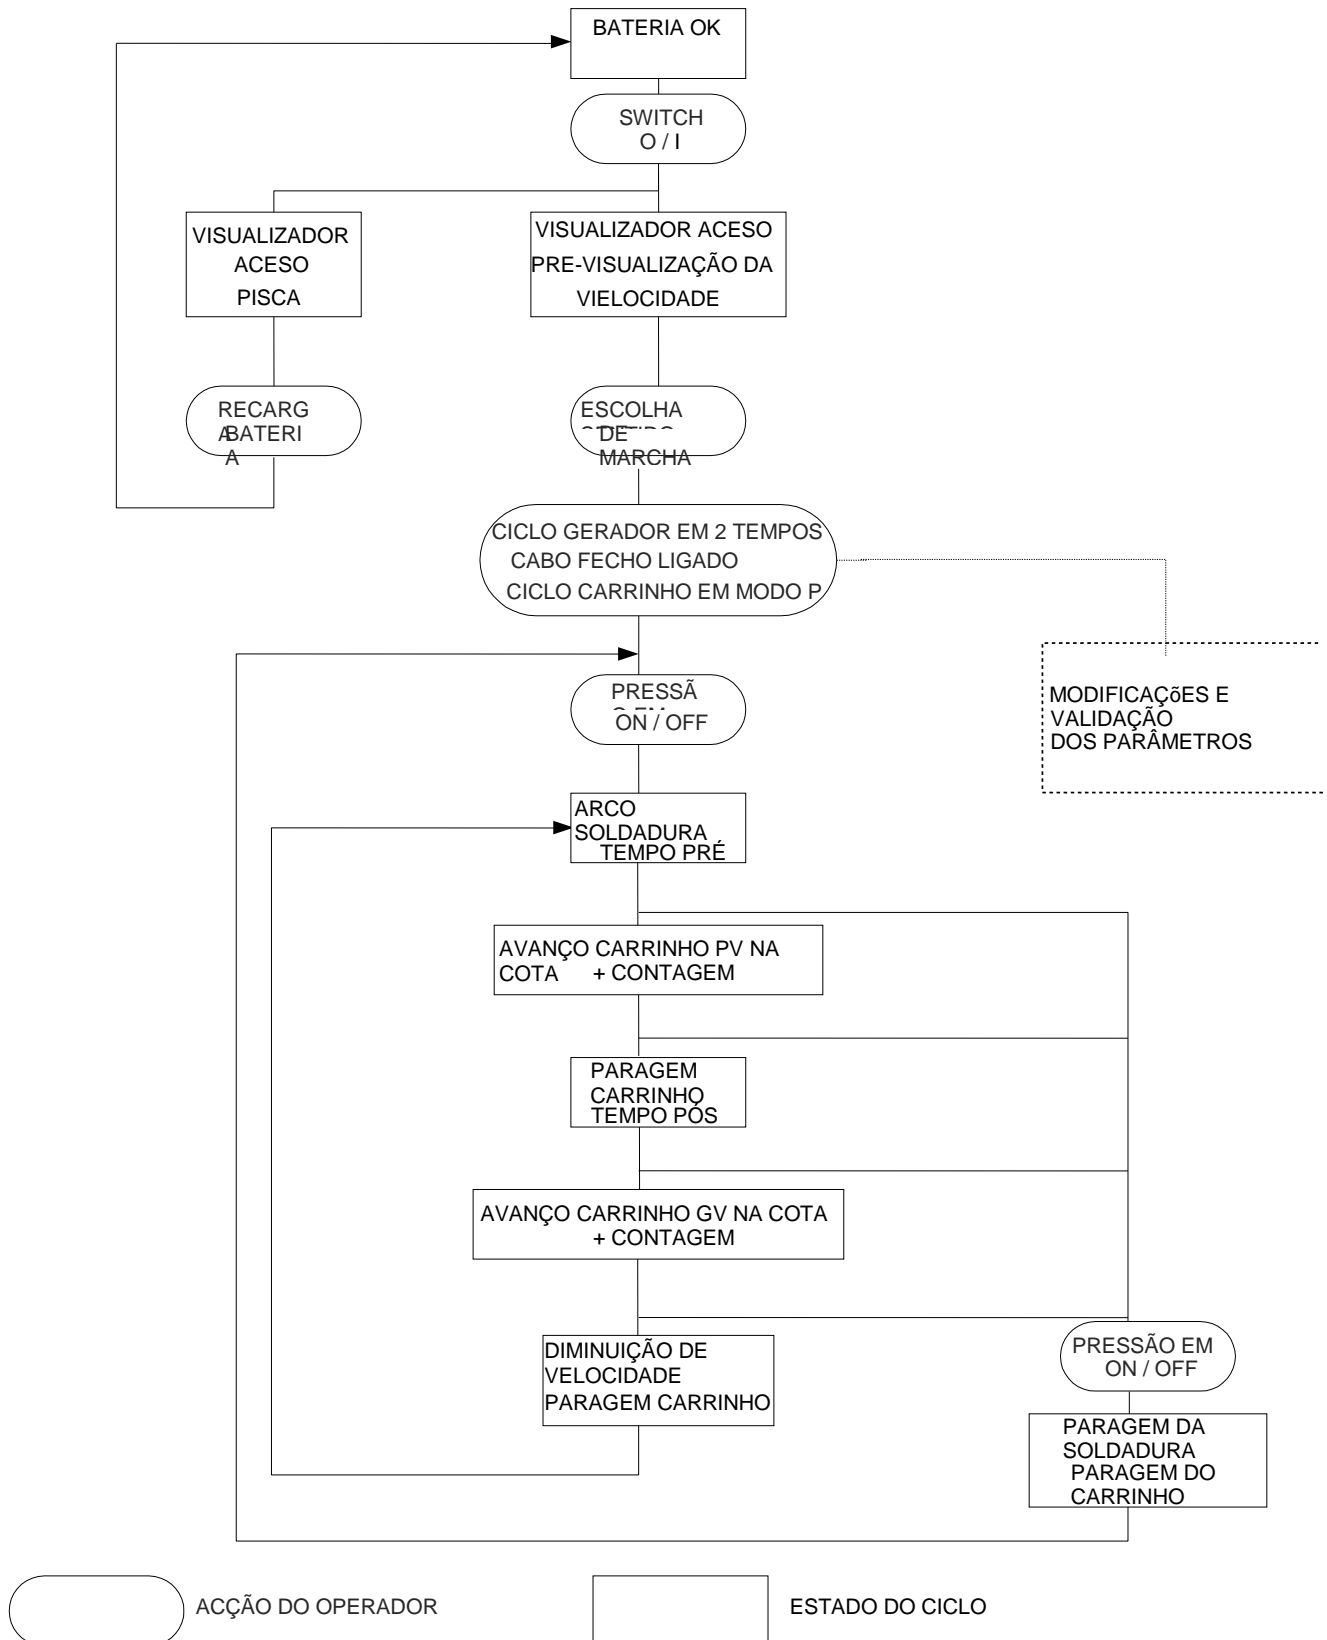 BATERIA OK
SWITCH
O / I
VISUALIZADOR
ACESO
PISCA
VISUALIZADOR ACESO
PRE-VISUALIZAÇÃO DA
VIELOCIDADE
RECARG
A
BATERI
A
ESCOLHA
DE
MARCHA
CICLO GERADOR EM 2 TEMPOS
CABO FECHO LIGADO
CICLO CARRINHO EM MODO P
PRESSÃ
ON / OFF
MODIFICAÇõES E
VALIDAÇÃO
DOS PARÂMETROS
ARCO
SOLDADURA
TEMPO PRÉ
AVANÇO CARRINHO PV NA
COTA + CONTAGEM
PARAGEM
CARRINHO
TEMPO PÓS
AVANÇO CARRINHO GV NA COTA
+ CONTAGEM
DIMINUIÇÃO DE
VELOCIDADE
PARAGEM CARRINHO
PRESSÃO EM
ON / OFF
PARAGEM DA
SOLDADURA
PARAGEM DO
CARRINHO
ACÇÃO DO OPERADOR
ESTADO DO CICLO